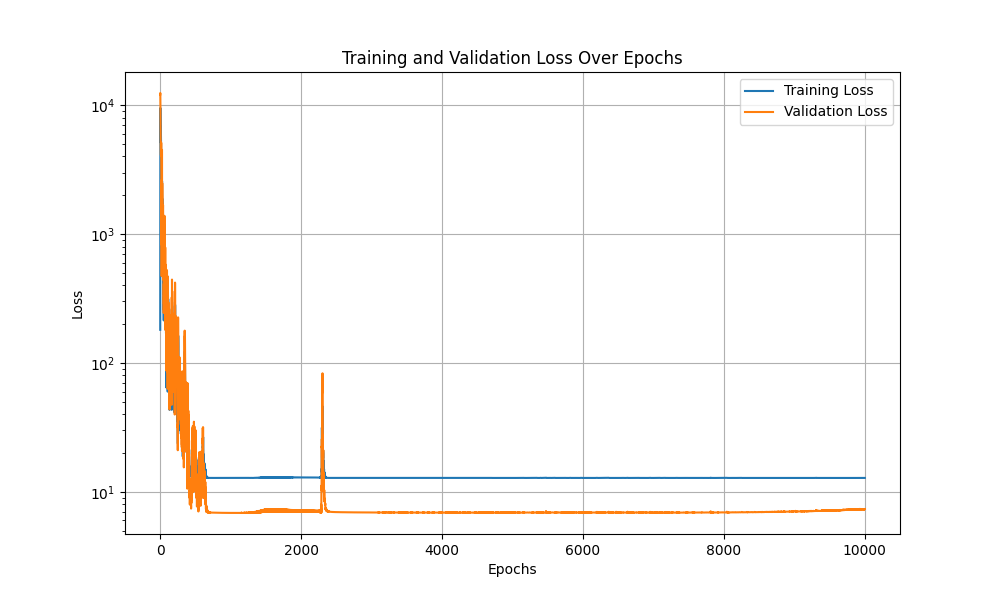 Training and Validation Loss Over Epochs
Training Loss
Validation Loss
10⁴
10³
10²
10¹
Loss
0 2000 4000 6000 8000 10000
Epochs